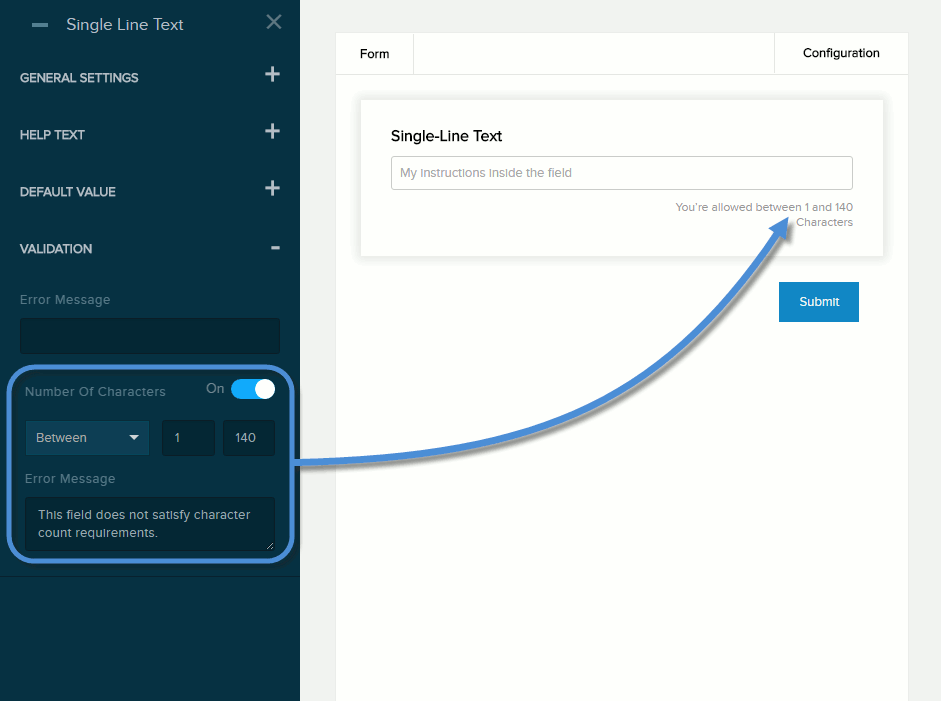 Single Line Text
GENERAL SETTINGS
HELP TEXT
DEFAULT VALUE
VALIDATION
Error Message
Number Of Characters
On
Between
1
140
Error Message
This field does not satisfy character
count requirements.
Form
Configuration
Single-Line Text
My instructions inside the field
You're allowed between 1 and 140
Characters
Submit